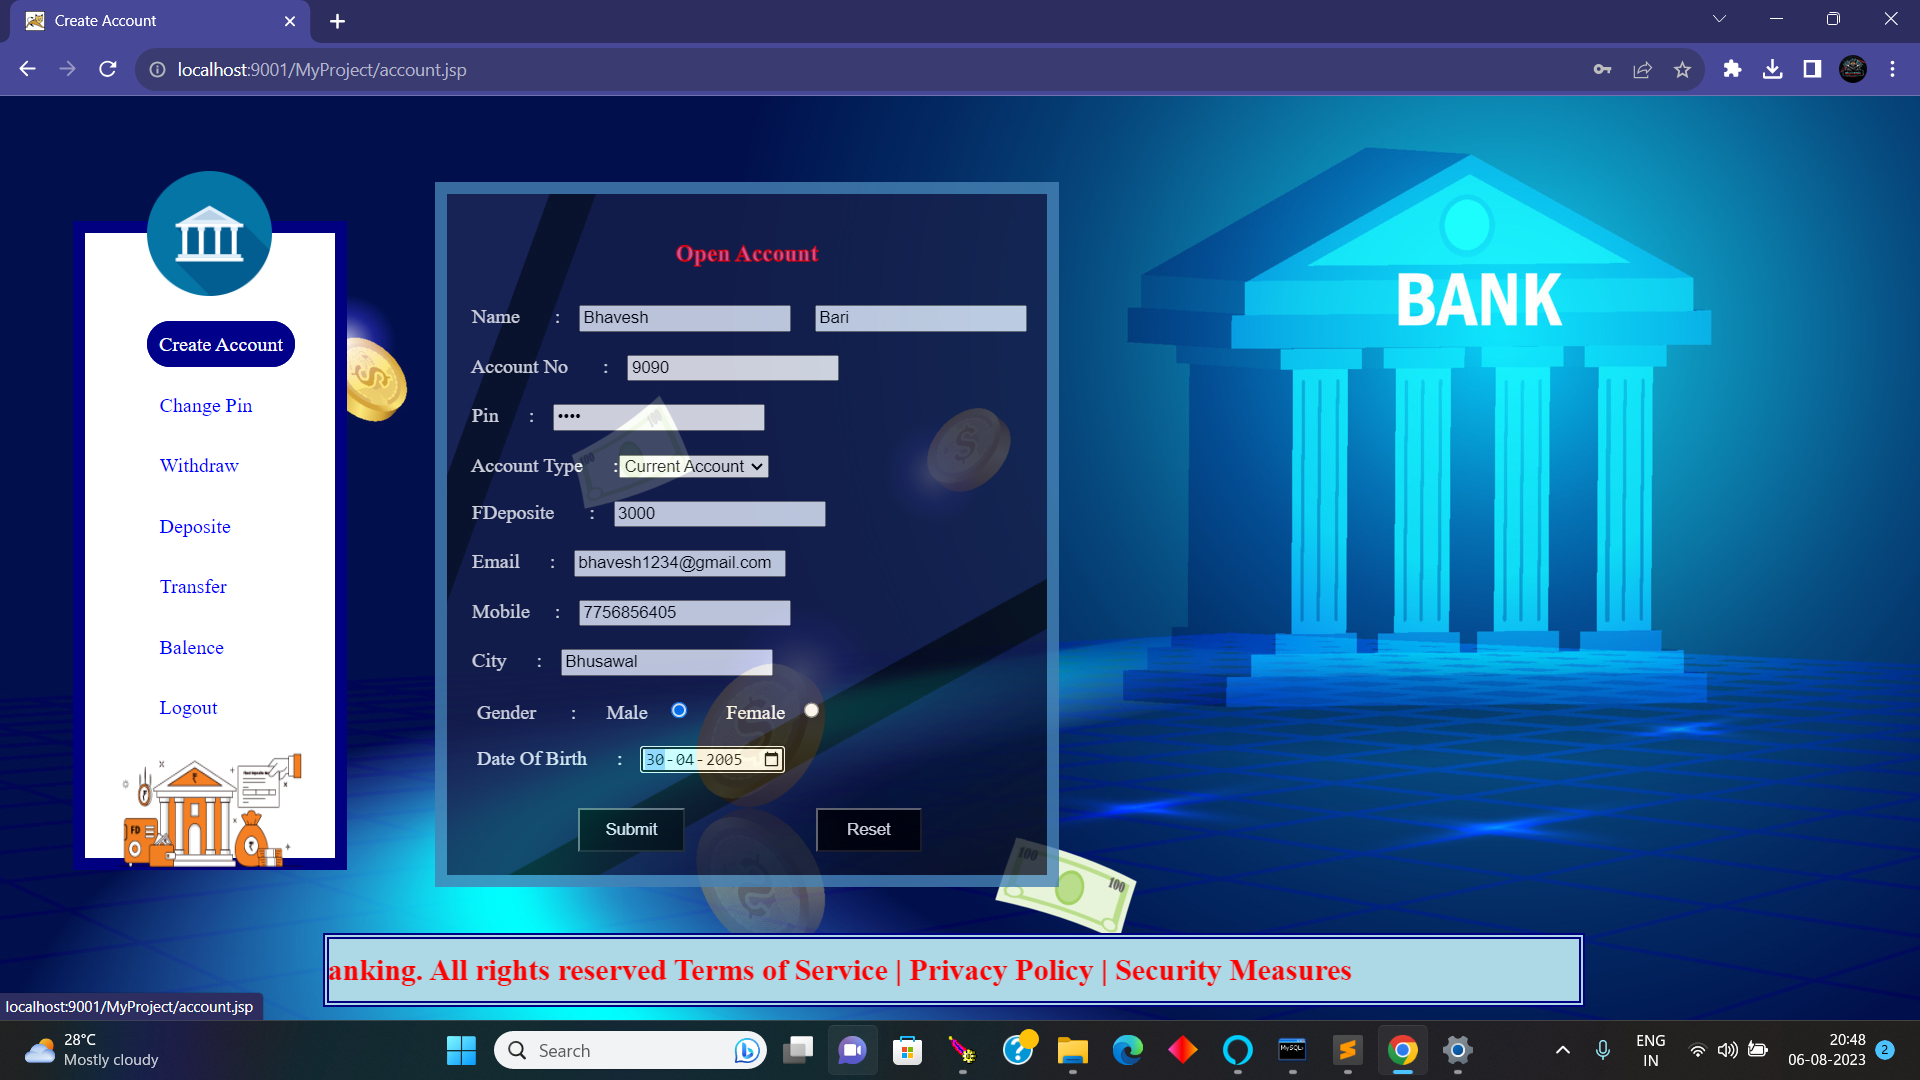 Create Account
localhost:9001/MyProject/account.jsp
BANK
Create Account
Change Pin
Withdraw
Deposite
Transfer
Balence
Logout
FD
Open Account
Name : Bhavesh Bari
Account No : 9090
Pin : ••••
Account Type : Current Account
FDeposite : 3000
Email : bhavesh1234@gmail.com
Mobile : 7756856405
City : Bhusawal
Gender : Male Female
Date Of Birth : 30-04-2005
Submit Reset
100
100
100
100
anking. All rights reserved Terms of Service | Privacy Policy | Security Measures
localhost:9001/MyProject/account.jsp
28°C
Mostly cloudy
Search
MySQL
ENG
IN
20:48
06-08-2023
2